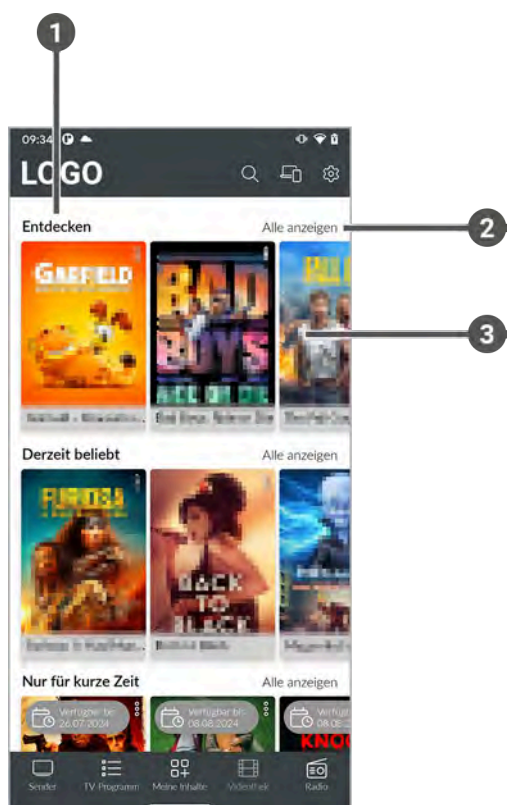 1
09:34
LOGO
Entdecken
Alle anzeigen
2
GARFIELD
BAD
BOYS
3
Derzeit beliebt
Alle anzeigen
FURIOSA
BACK
TO
BLACK
Nur für kurze Zeit
Alle anzeigen
Verfügbar bis
26.07.2024
Verfügbar bis
08.08.2024
KNO
Sender
TV Programm
Meine Inhalte
Videothek
Radio